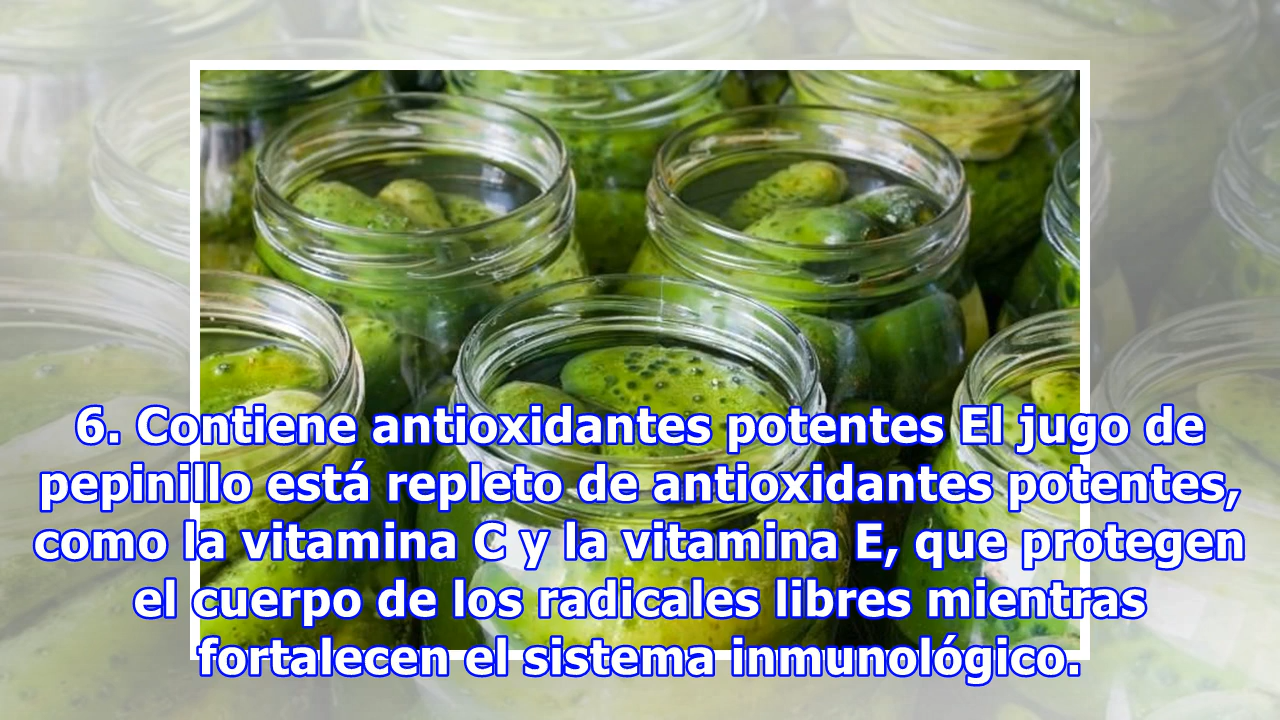 6. Contiene antioxidantes potentes El jugo de
pepinillo está repleto de antioxidantes potentes,
como la vitamina C y la vitamina E, que protegen
el cuerpo de los radicales libres mientras
fortalecen el sistema inmunológico.